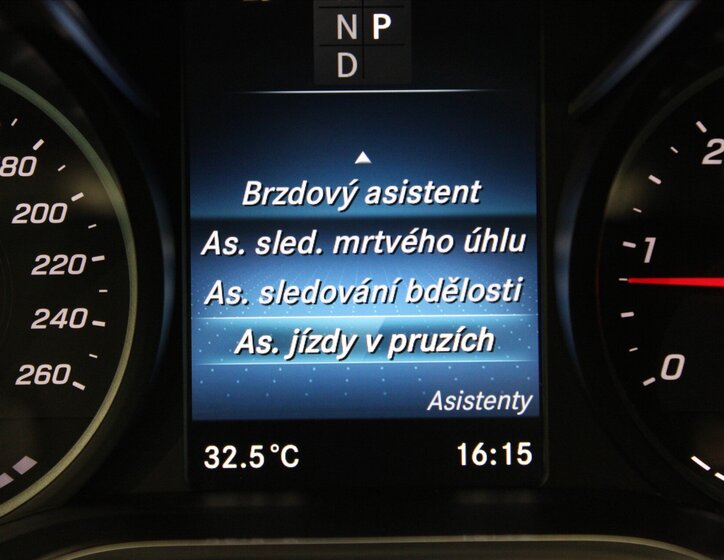 N P
D
Brzdový asistent
As. sled. mrtvého úhlu
As. sledování bdělosti
As. jízdy v pruzích
Asistenty
32.5°C 16:15
200
220
240
260
2
1
0